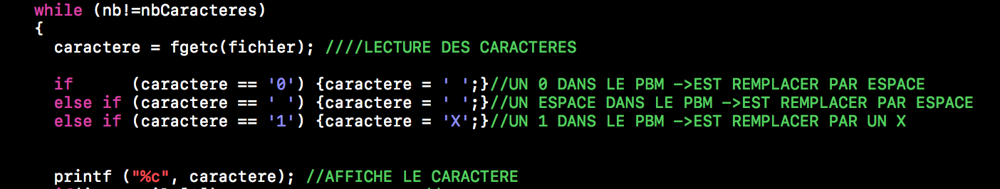 while (nb!=nbCaracteres)
{
caractere = fgetc(fichier); ////LECTURE DES CARACTERES
if      (caractere == '0') {caractere = ' ';}//UN 0 DANS LE PBM —>EST REMPLACER PAR ESPACE
else if (caractere == ' ') {caractere = ' ';}//UN ESPACE DANS LE PBM —>EST REMPLACER PAR ESPACE
else if (caractere == '1') {caractere = 'X';}//UN 1 DANS LE PBM —>EST REMPLACER PAR UN X
printf ("%c", caractere); //AFFICHE LE CARACTERE